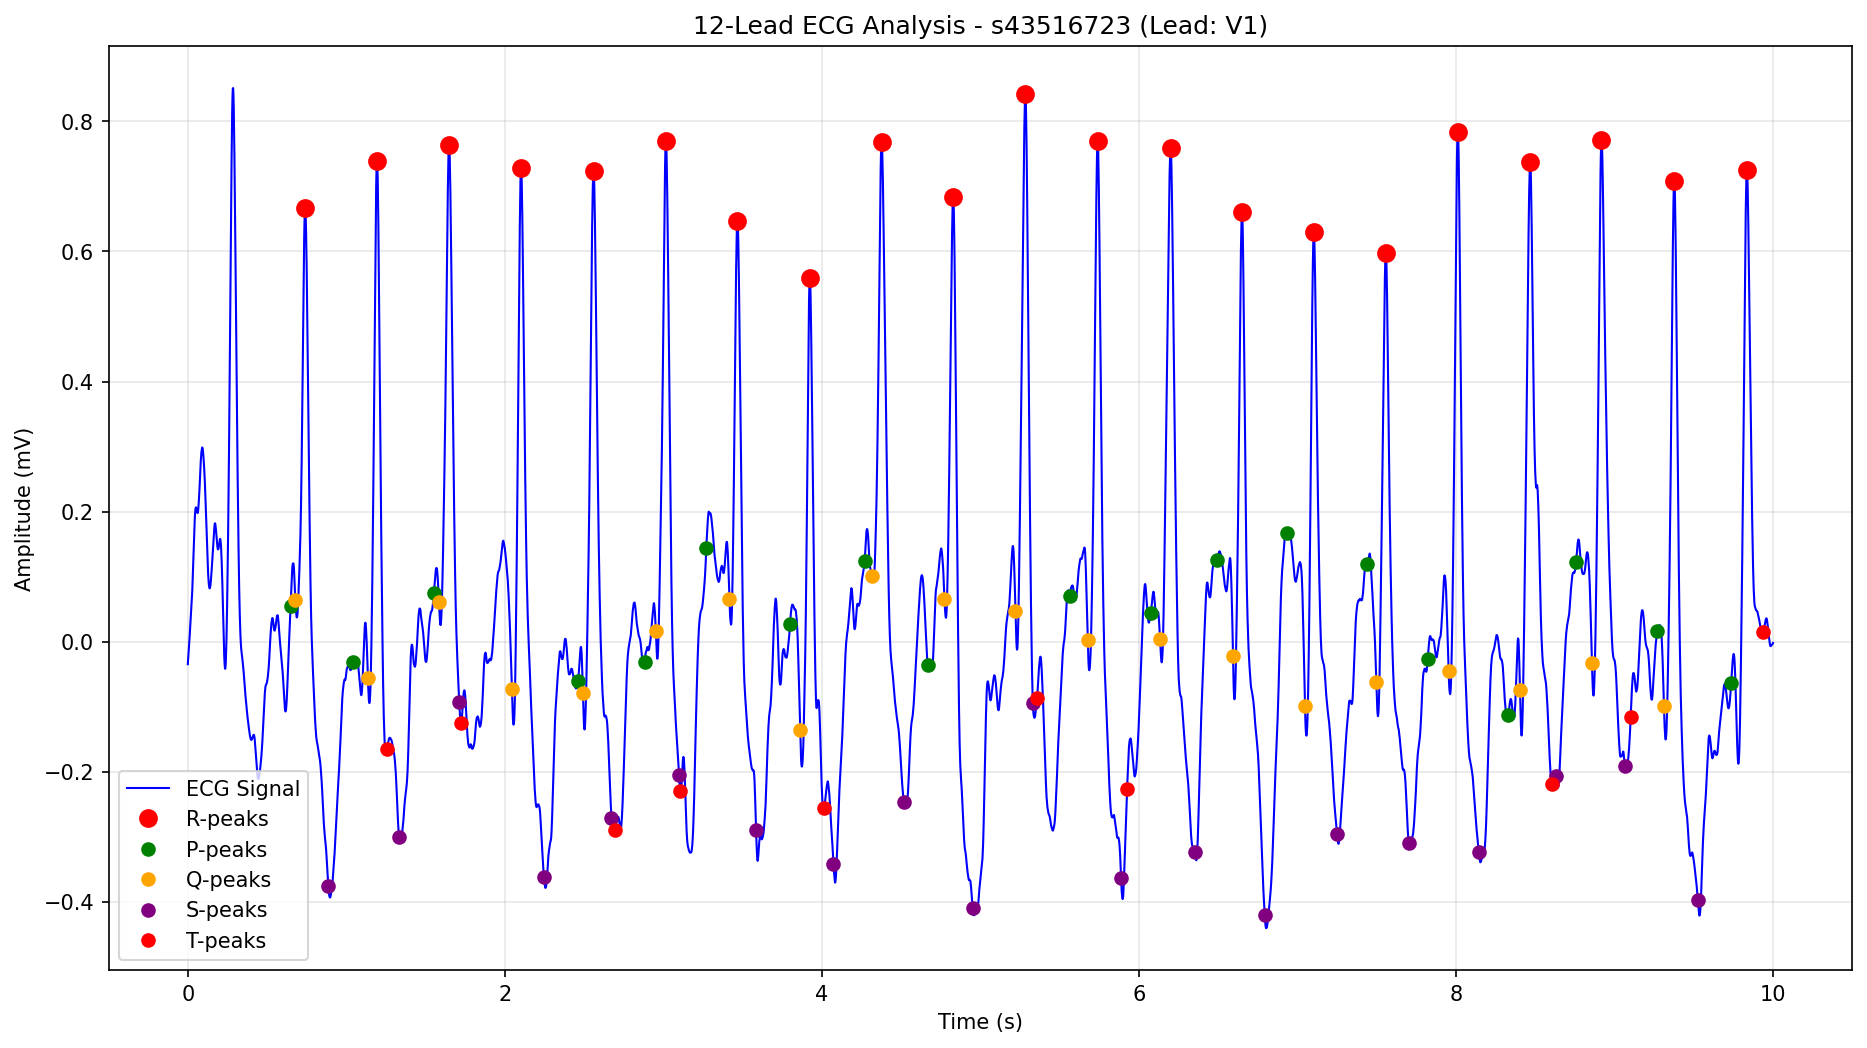 12-Lead ECG Analysis - s43516723 (Lead: V1)
Amplitude (mV)
0.8
0.6
0.4
0.2
0.0
−0.2
−0.4
ECG Signal
R-peaks
P-peaks
Q-peaks
S-peaks
T-peaks
0 2 4 6 8 10
Time (s)